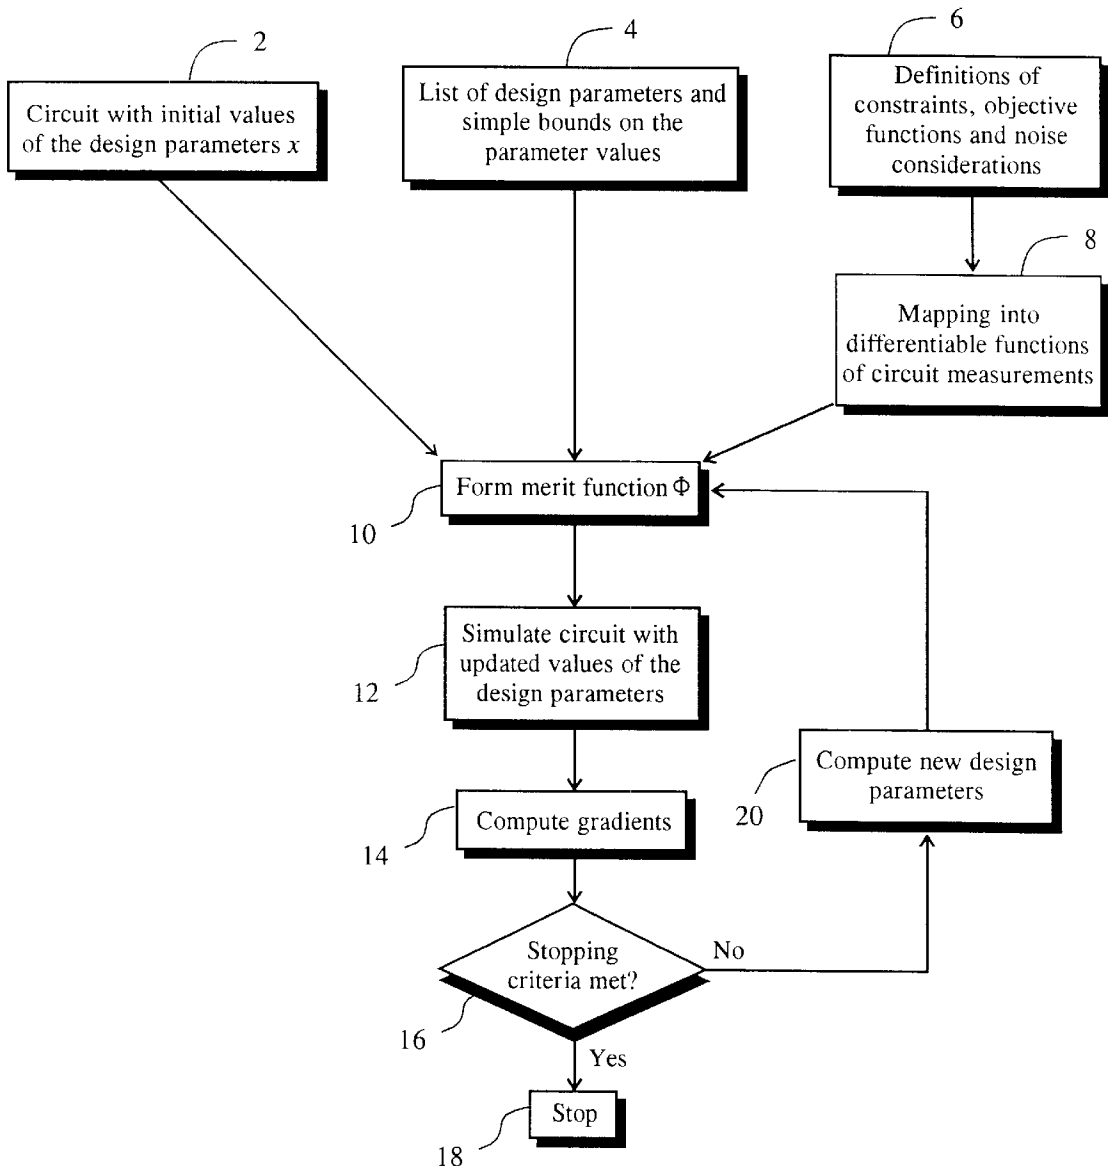 2
Circuit with initial values
of the design parameters x
4
List of design parameters and
simple bounds on the
parameter values
6
Definitions of
constraints, objective
functions and noise
considerations
8
Mapping into
differentiable functions
of circuit measurements
Form merit function Φ
10
Simulate circuit with
updated values of the
design parameters
12
Compute gradients
14
Compute new design
parameters
20
Stopping
criteria met?
No
16
Yes
Stop
18